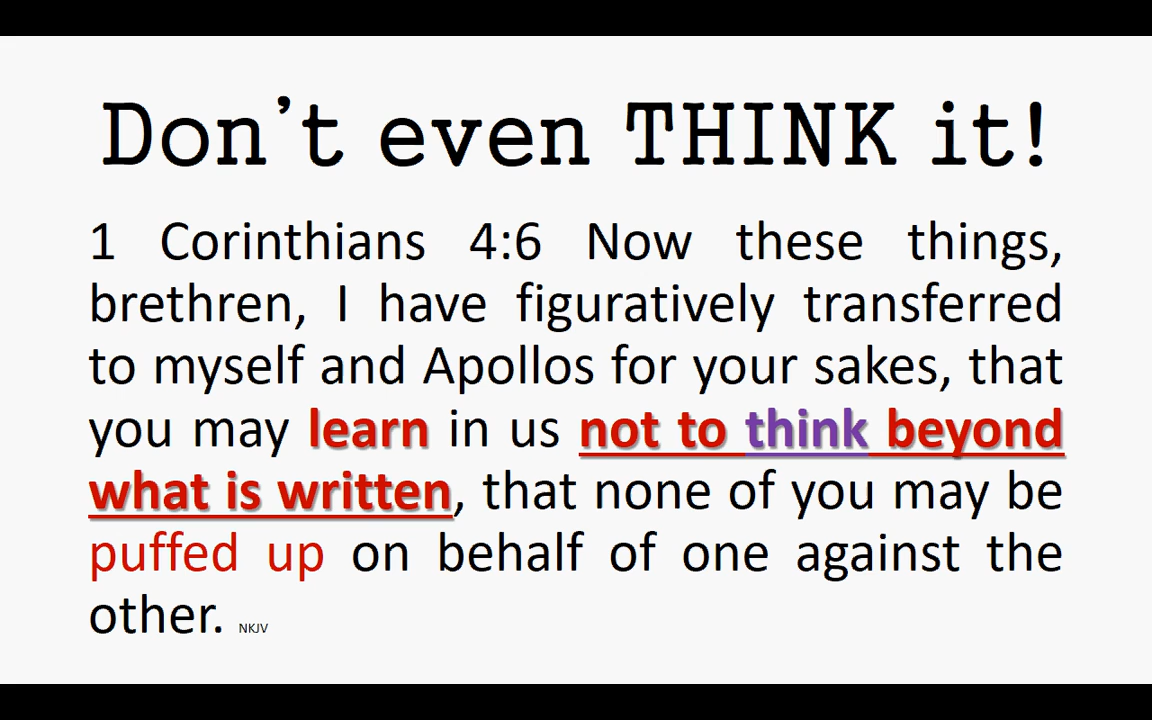 Don’t even THINK it!
1 Corinthians 4:6 Now these things,
brethren, I have figuratively transferred
to myself and Apollos for your sakes, that
you may learn in us not to think beyond
what is written, that none of you may be
puffed up on behalf of one against the
other. NKJV